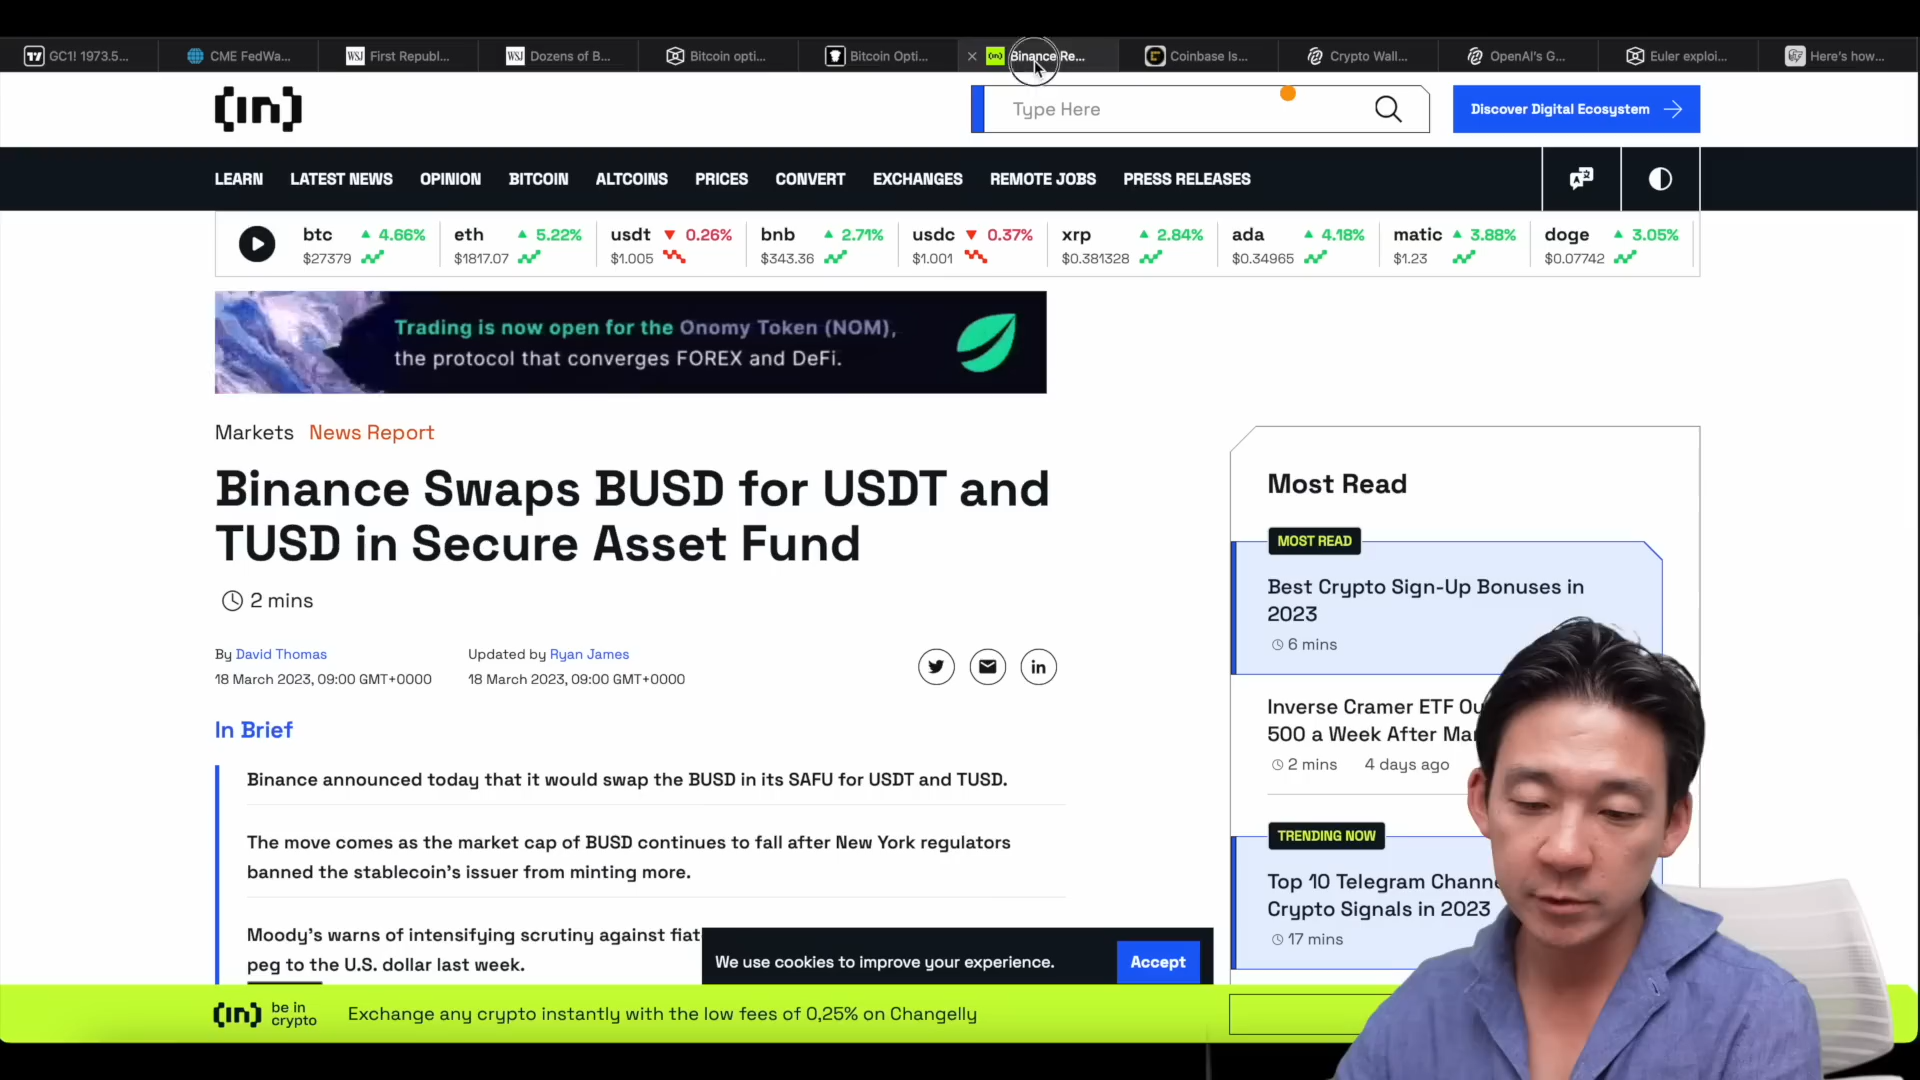 GC1! 1973.5...
CME FedWa...
First Republ...
Dozens of B...
Bitcoin opti...
Bitcoin Opti...
Binance Re...
Coinbase Is...
Crypto Wall...
OpenAI's G...
Euler exploi...
Here's how...
[in]
Type Here
Discover Digital Ecosystem
LEARN LATEST NEWS OPINION BITCOIN ALTCOINS PRICES CONVERT EXCHANGES REMOTE JOBS PRESS RELEASES
btc ▲ 4.66%
$27379
eth ▲ 5.22%
$1817.07
usdt ▼ 0.26%
$1.005
bnb ▲ 2.71%
$343.36
usdc ▼ 0.37%
$1.001
xrp ▲ 2.84%
$0.381328
ada ▲ 4.18%
$0.34965
matic ▲ 3.88%
$1.23
doge ▲ 3.05%
$0.07742
Trading is now open for the Onomy Token (NOM),
the protocol that converges FOREX and DeFi.
Markets News Report
Binance Swaps BUSD for USDT and
TUSD in Secure Asset Fund
2 mins
By David Thomas
18 March 2023, 09:00 GMT+0000
Updated by Ryan James
18 March 2023, 09:00 GMT+0000
In Brief
Binance announced today that it would swap the BUSD in its SAFU for USDT and TUSD.
The move comes as the market cap of BUSD continues to fall after New York regulators
banned the stablecoin's issuer from minting more.
Moody's warns of intensifying scrutiny against fiat
peg to the U.S. dollar last week.
Most Read
MOST READ
Best Crypto Sign-Up Bonuses in
2023
6 mins
Inverse Cramer ETF Ou
500 a Week After Ma
2 mins 4 days ago
TRENDING NOW
Top 10 Telegram Chann
Crypto Signals in 2023
17 mins
We use cookies to improve your experience.
Accept
[in] be in
crypto
Exchange any crypto instantly with the low fees of 0,25% on Changelly